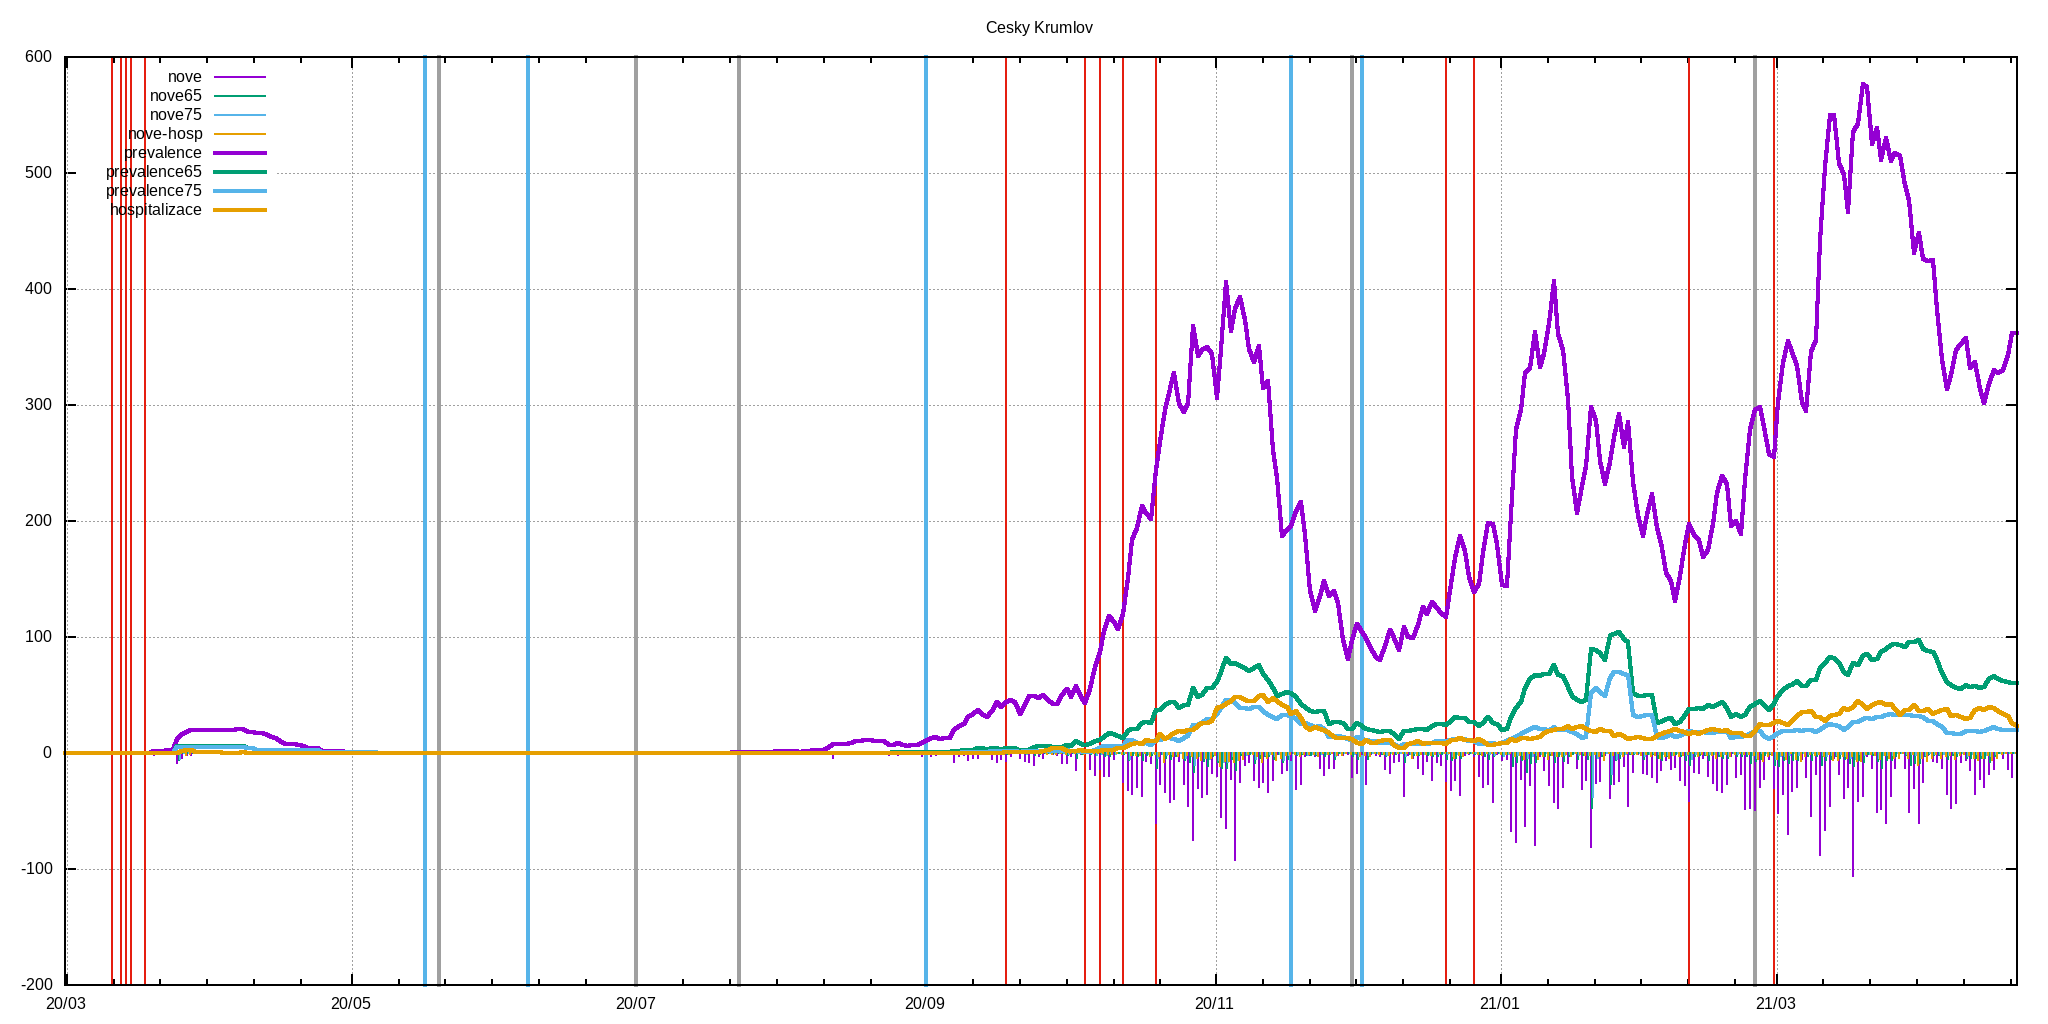 Cesky Krumlov
600
500
400
300
200
100
0
-100
-200
nove
nove65
nove75
nove-hosp
prevalence
prevalence65
prevalence75
hospitalizace
20/03 20/05 20/07 20/09 20/11 21/01 21/03